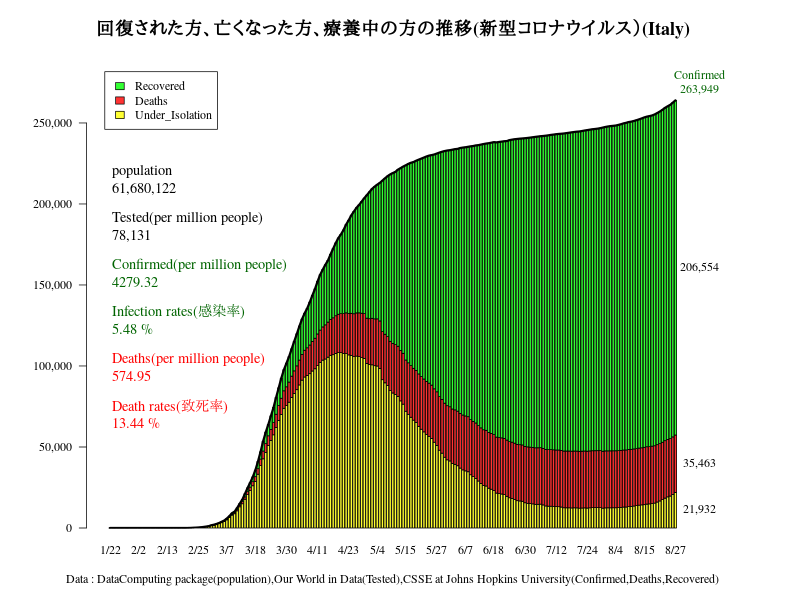 回復された方、亡くなった方、療養中の方の推移(新型コロナウイルス）(Italy)
Confirmed
263,949
Recovered
Deaths
Under_Isolation
250,000
200,000
150,000
100,000
50,000
0
population
61,680,122
Tested(per million people)
78,131
Confirmed(per million people)
4279.32
Infection rates(感染率)
5.48 %
Deaths(per million people)
574.95
Death rates(致死率)
13.44 %
206,554
35,463
21,932
1/22 2/2 2/13 2/25 3/7 3/18 3/30 4/11 4/23 5/4 5/15 5/27 6/7 6/18 6/30 7/12 7/24 8/4 8/15 8/27
Data : DataComputing package(population),Our World in Data(Tested),CSSE at Johns Hopkins University(Confirmed,Deaths,Recovered)